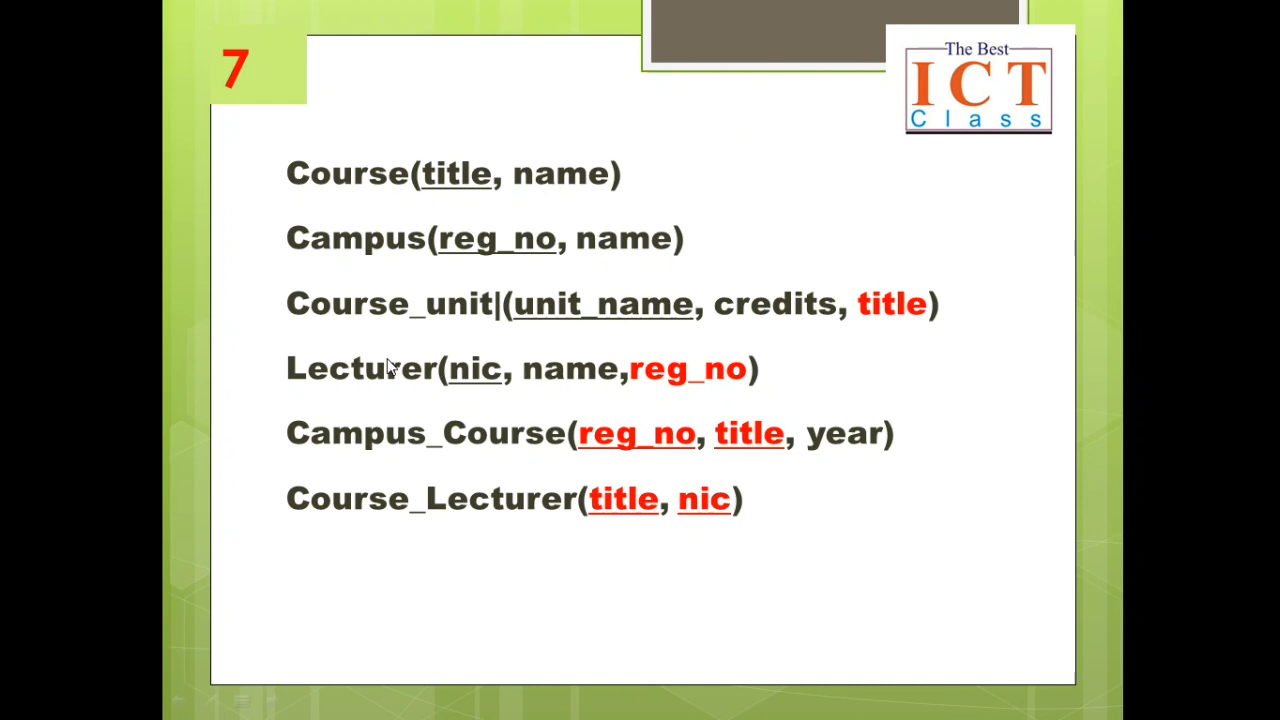 7
The Best
ICT
Class
Course(title, name)
Campus(reg_no, name)
Course_unit|(unit_name, credits, title)
Lecturer(nic, name,reg_no)
Campus_Course(reg_no, title, year)
Course_Lecturer(title, nic)